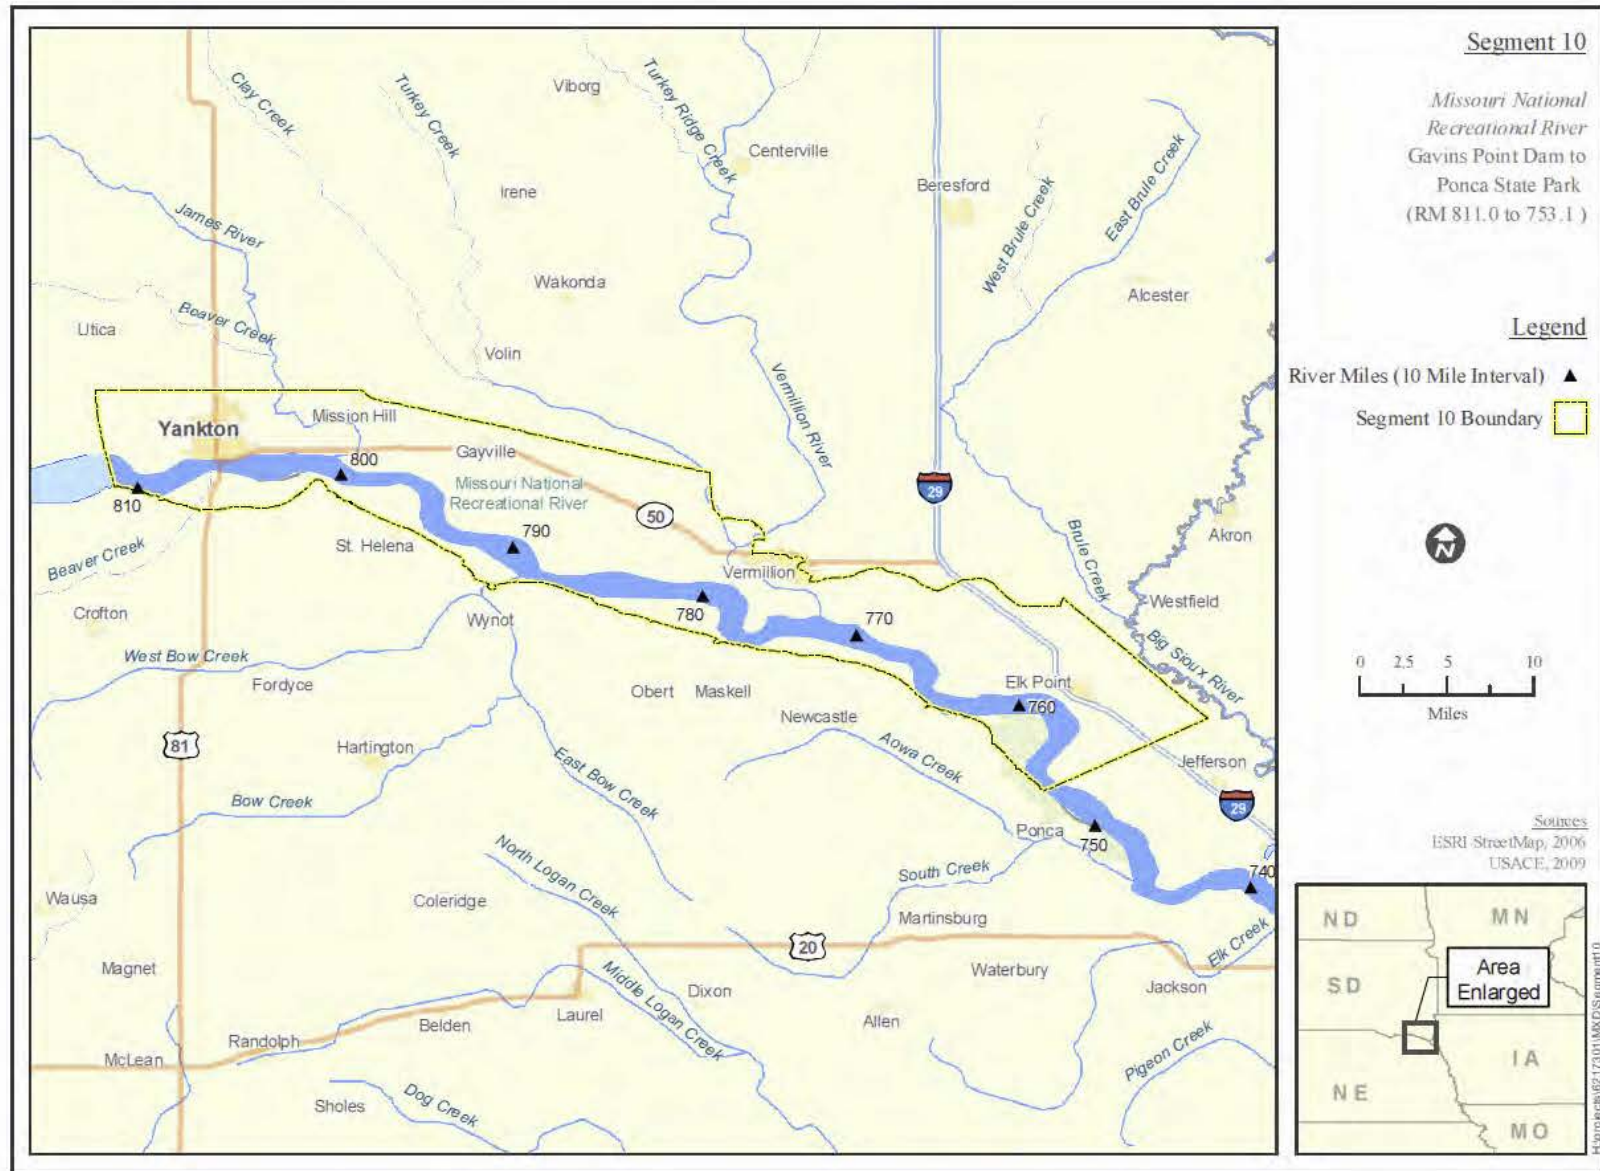 Segment 10
Missouri National
Recreational River
Gavins Point Dam to
Ponca State Park
(RM 811.0 to 753.1 )
Legend
River Miles (10 Mile Interval)
Segment 10 Boundary
N
0 2.5 5 10
Miles
Sources
ESRI StreetMap, 2006
USACE, 2009
ND
MN
SD
Area
Enlarged
IA
NE
MO
H:\projects\6217301\MXD\Segment10
Clay Creek
Turkey Creek
Viborg
Turkey Ridge Creek
Centerville
Irene
Beresford
West Brule Creek
East Brule Creek
James River
Wakonda
Alcester
Utica
Beaver Creek
Volin
Vermillion River
Mission Hill
Yankton
Gayville
800
Missouri National
Recreational River
810
50
29
790
St. Helena
Beaver Creek
Akron
Brule Creek
Vermillion
Crofton
Wynot
780
770
Westfield
Big Sioux River
West Bow Creek
Fordyce
Obert
Maskell
Elk Point
760
Newcastle
81
Hartington
Aowa Creek
Jefferson
East Bow Creek
Bow Creek
29
Ponca
750
North Logan Creek
South Creek
740
Wausa
Coleridge
Martinsburg
20
Elk Creek
Magnet
Middle Logan Creek
Dixon
Waterbury
Jackson
Laurel
Belden
Allen
Randolph
McLean
Pigeon Creek
Sholes
Dog Creek